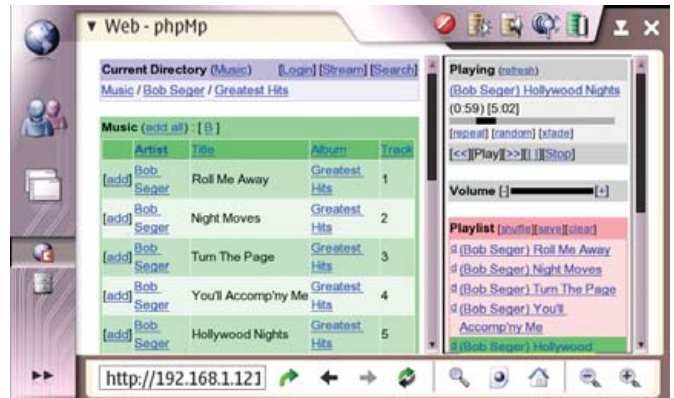 ▼ Web - phpMp
Current Directory (Music) [Login] [Stream] [Search]
Music / Bob Seger / Greatest Hits
Music (add all) : [ B ]
Artist Title Album Track
[add] Bob Seger Roll Me Away Greatest Hits 1
[add] Bob Seger Night Moves Greatest Hits 2
[add] Bob Seger Turn The Page Greatest Hits 3
[add] Bob Seger You'll Accomp'ny Me Greatest Hits 4
[add] Bob Seger Hollywood Nights Greatest Hits 5
Playing (refresh)
(Bob Seger) Hollywood Nights
(0:59) [5:02]
[repeat] [random] [xfade]
[<<][Play][>>][| |][Stop]
Volume [-] [+]
Playlist [shuffle][save][clear]
d (Bob Seger) Roll Me Away
d (Bob Seger) Night Moves
d (Bob Seger) Turn The Page
d (Bob Seger) You'll
Accomp'ny Me
d (Bob Seger) Hollywood
http://192.168.1.121